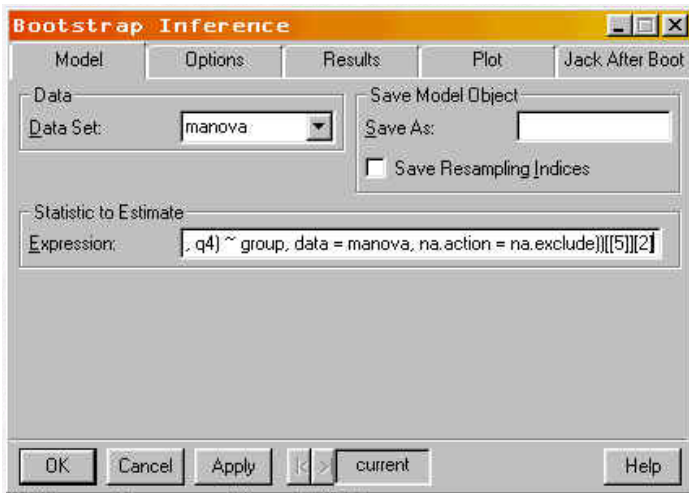 Bootstrap Inference
Model Options Results Plot Jack After Boot
Data
Data Set: manova
Save Model Object
Save As:
Save Resampling Indices
Statistic to Estimate
Expression: , q4) ~ group, data = manova, na.action = na.exclude))[[5]][2]
OK Cancel Apply current Help